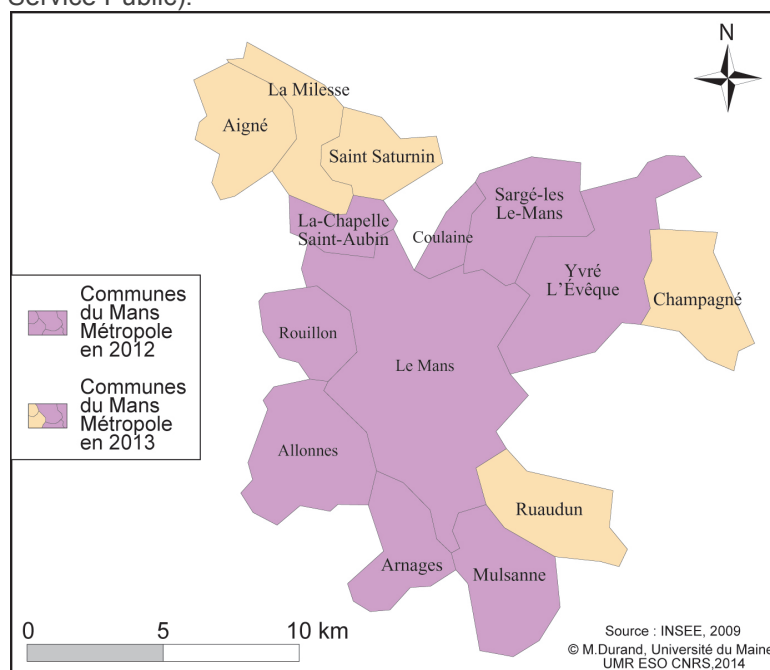 Service Public).
N
La Milesse
Aigné
Saint Saturnin
Sargé-les
Le-Mans
La-Chapelle
Saint-Aubin
Coulaine
Yvré
L'Évêque
Champagné
Communes
du Mans
Métropole
en 2012
Rouillon
Le Mans
Communes
du Mans
Métropole
en 2013
Allonnes
Ruaudun
Arnages
Mulsanne
0 5 10 km
Source : INSEE, 2009
© M.Durand, Université du Maine
UMR ESO CNRS,2014